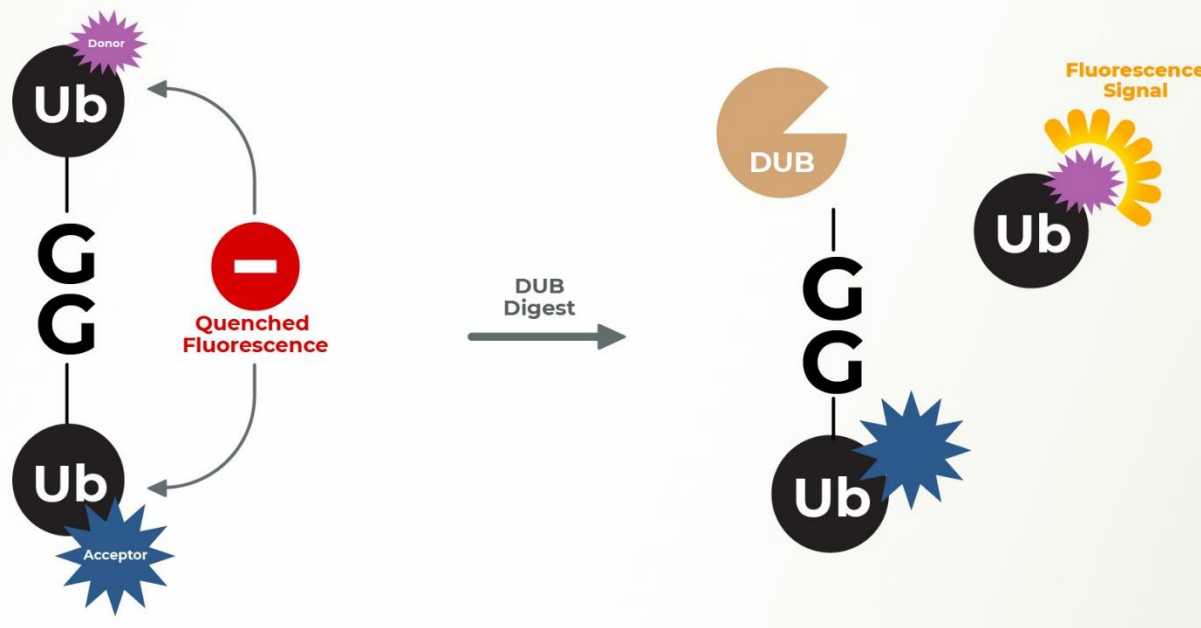 Donor
Ub
G
G
Quenched
Fluorescence
Ub
Acceptor
DUB
Digest
DUB
G
G
Ub
Fluorescence
Signal
Ub